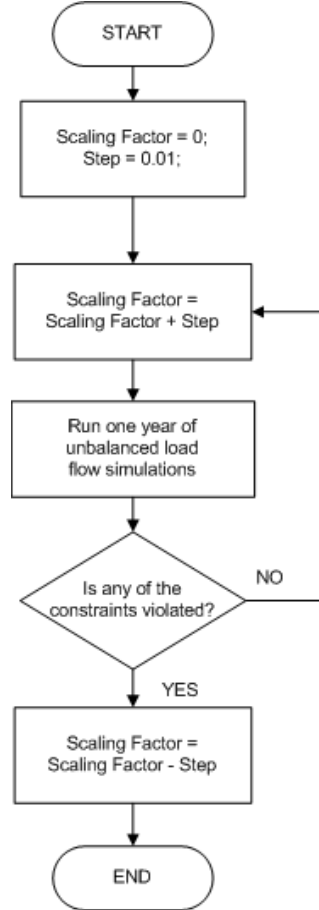 START
Scaling Factor = 0;
Step = 0.01;
Scaling Factor =
Scaling Factor + Step
Run one year of
unbalanced load
flow simulations
Is any of the
constraints violated?
NO
YES
Scaling Factor =
Scaling Factor - Step
END